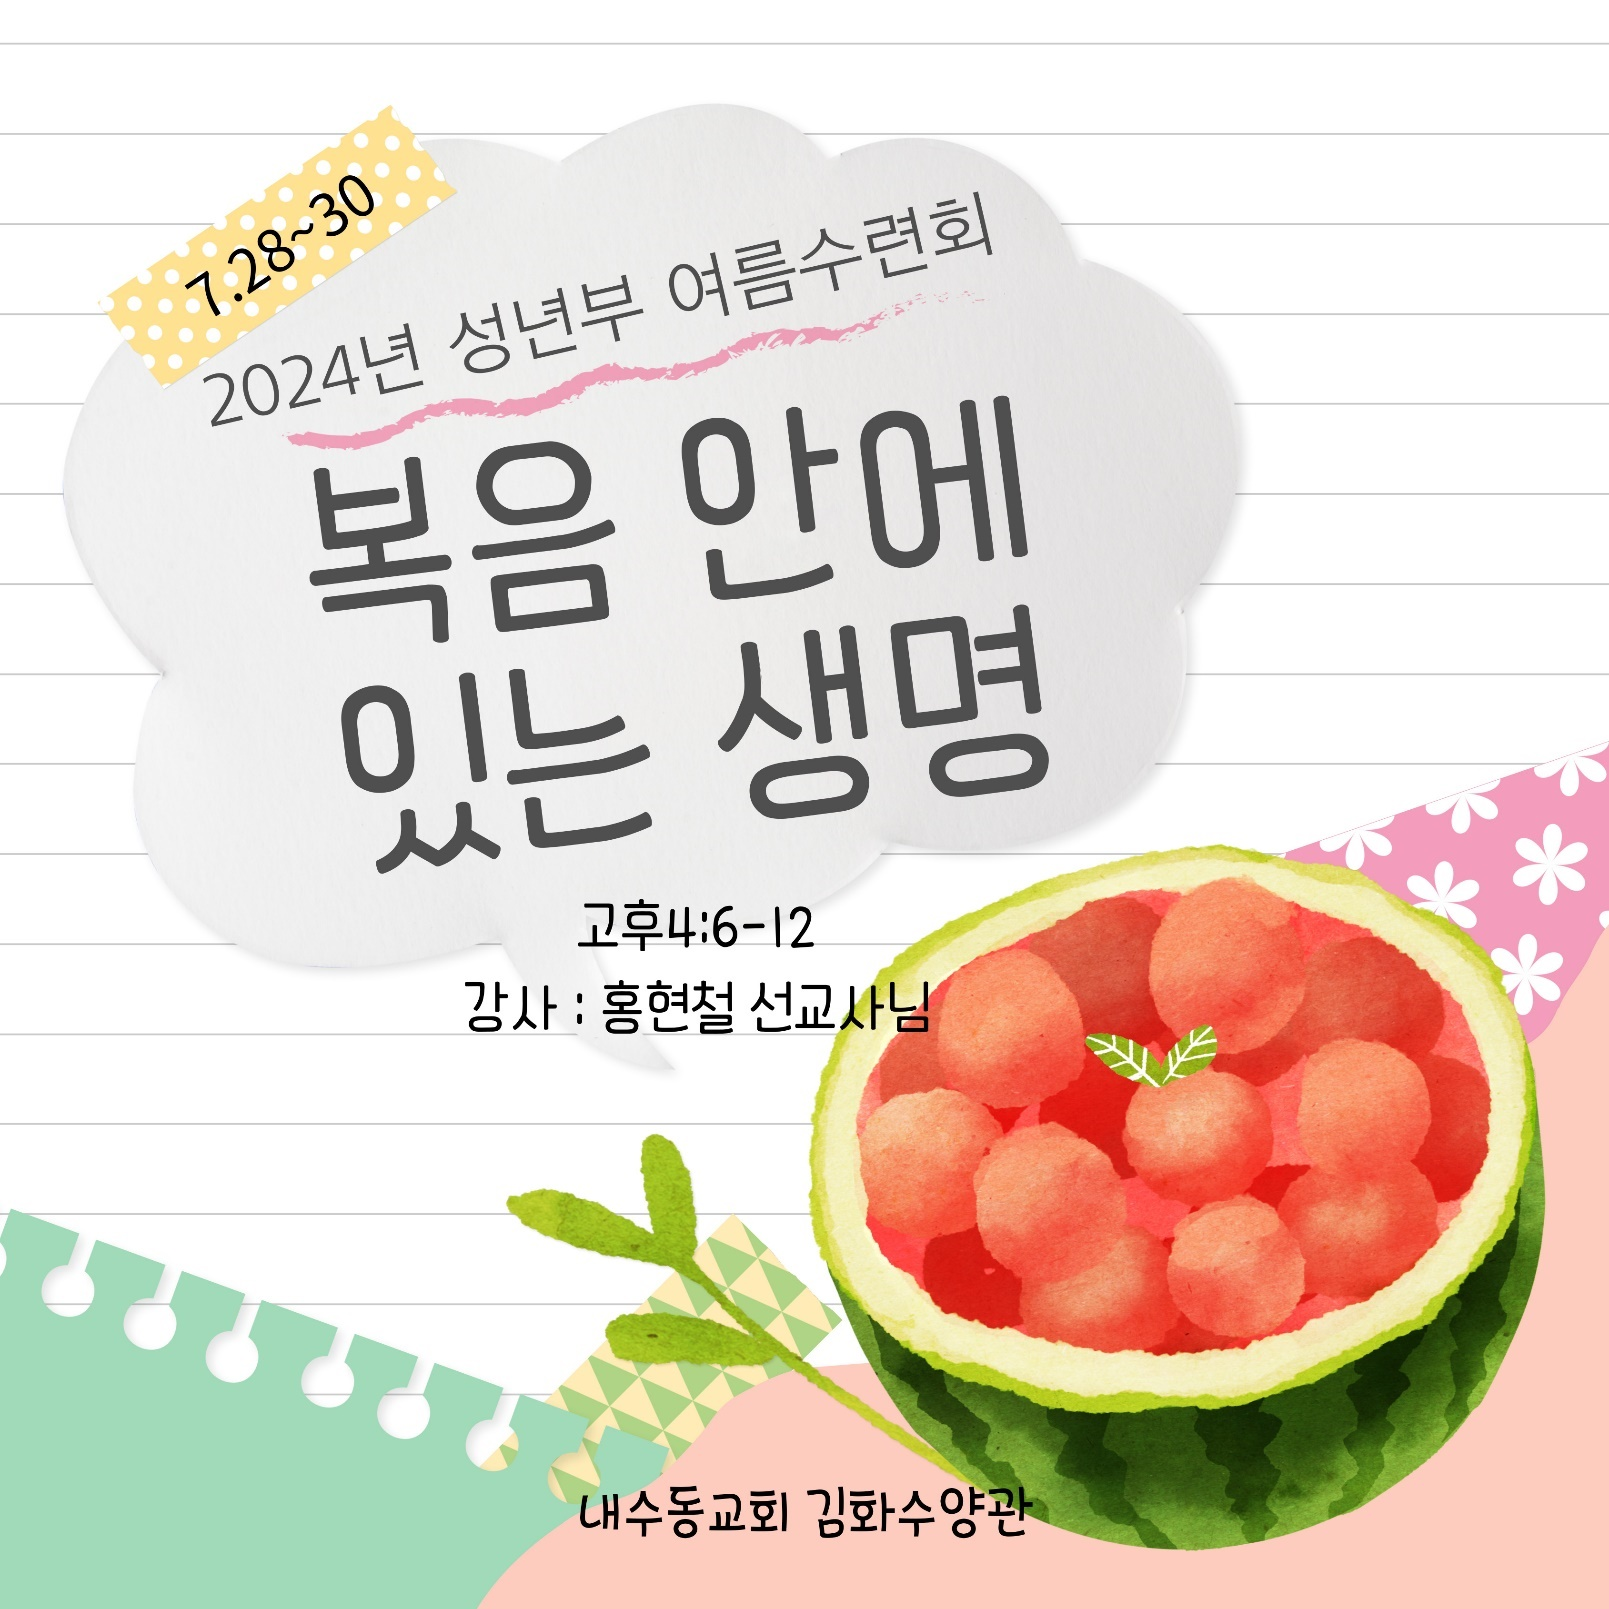 7.28~30
2024년 성년부 여름수련회
복음 안에
있는 생명
고후4:6-12
강사 : 홍현철 선교사님
내수동교회 김화수양관